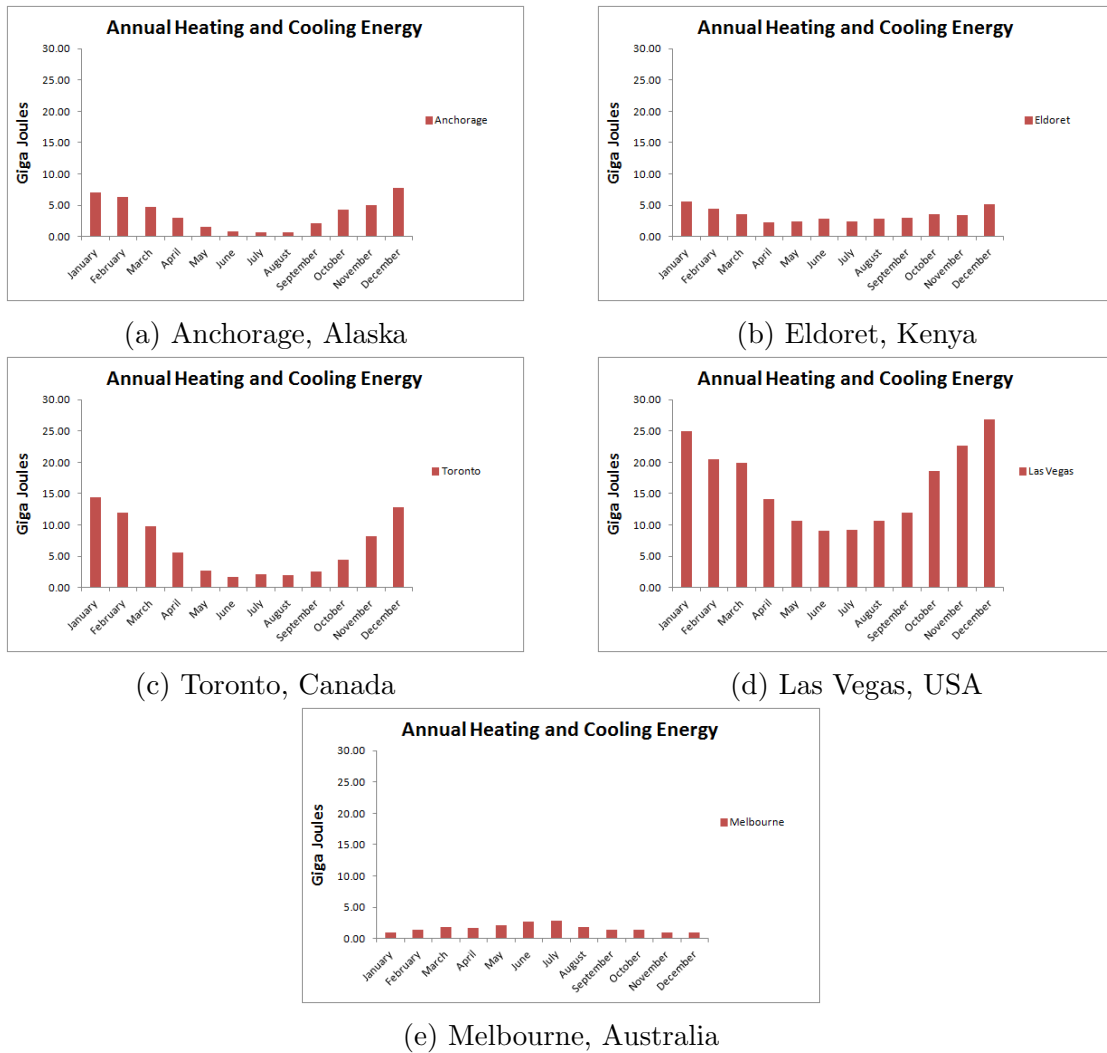 Annual Heating and Cooling Energy
30.00
25.00
20.00
15.00
10.00
5.00
0.00
Giga Joules
January
February
March
April
May
June
July
August
September
October
November
December
Anchorage
(a) Anchorage, Alaska
Annual Heating and Cooling Energy
30.00
25.00
20.00
15.00
10.00
5.00
0.00
Giga Joules
January
February
March
April
May
June
July
August
September
October
November
December
Eldoret
(b) Eldoret, Kenya
Annual Heating and Cooling Energy
30.00
25.00
20.00
15.00
10.00
5.00
0.00
Giga Joules
January
February
March
April
May
June
July
August
September
October
November
December
Toronto
(c) Toronto, Canada
Annual Heating and Cooling Energy
30.00
25.00
20.00
15.00
10.00
5.00
0.00
Giga Joules
January
February
March
April
May
June
July
August
September
October
November
December
Las Vegas
(d) Las Vegas, USA
Annual Heating and Cooling Energy
30.00
25.00
20.00
15.00
10.00
5.00
0.00
Giga Joules
January
February
March
April
May
June
July
August
September
October
November
December
Melbourne
(e) Melbourne, Australia